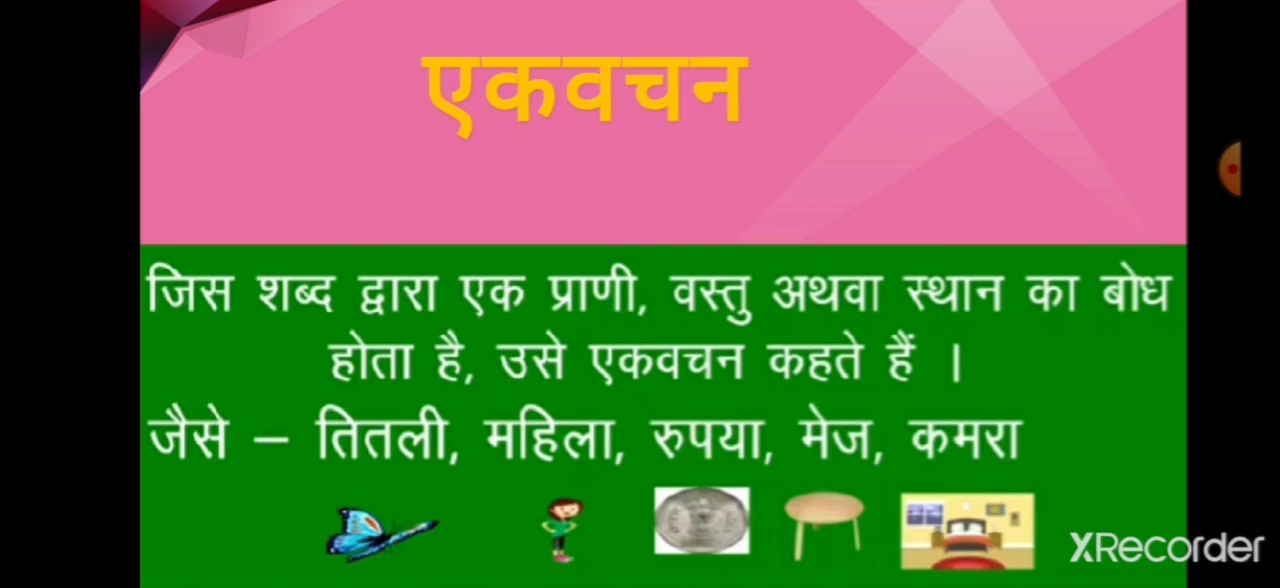 एकवचन
जिस शब्द द्वारा एक प्राणी, वस्तु अथवा स्थान का बोध
होता है, उसे एकवचन कहते हैं ।
जैसे – तितली, महिला, रुपया, मेज, कमरा
XRecorder